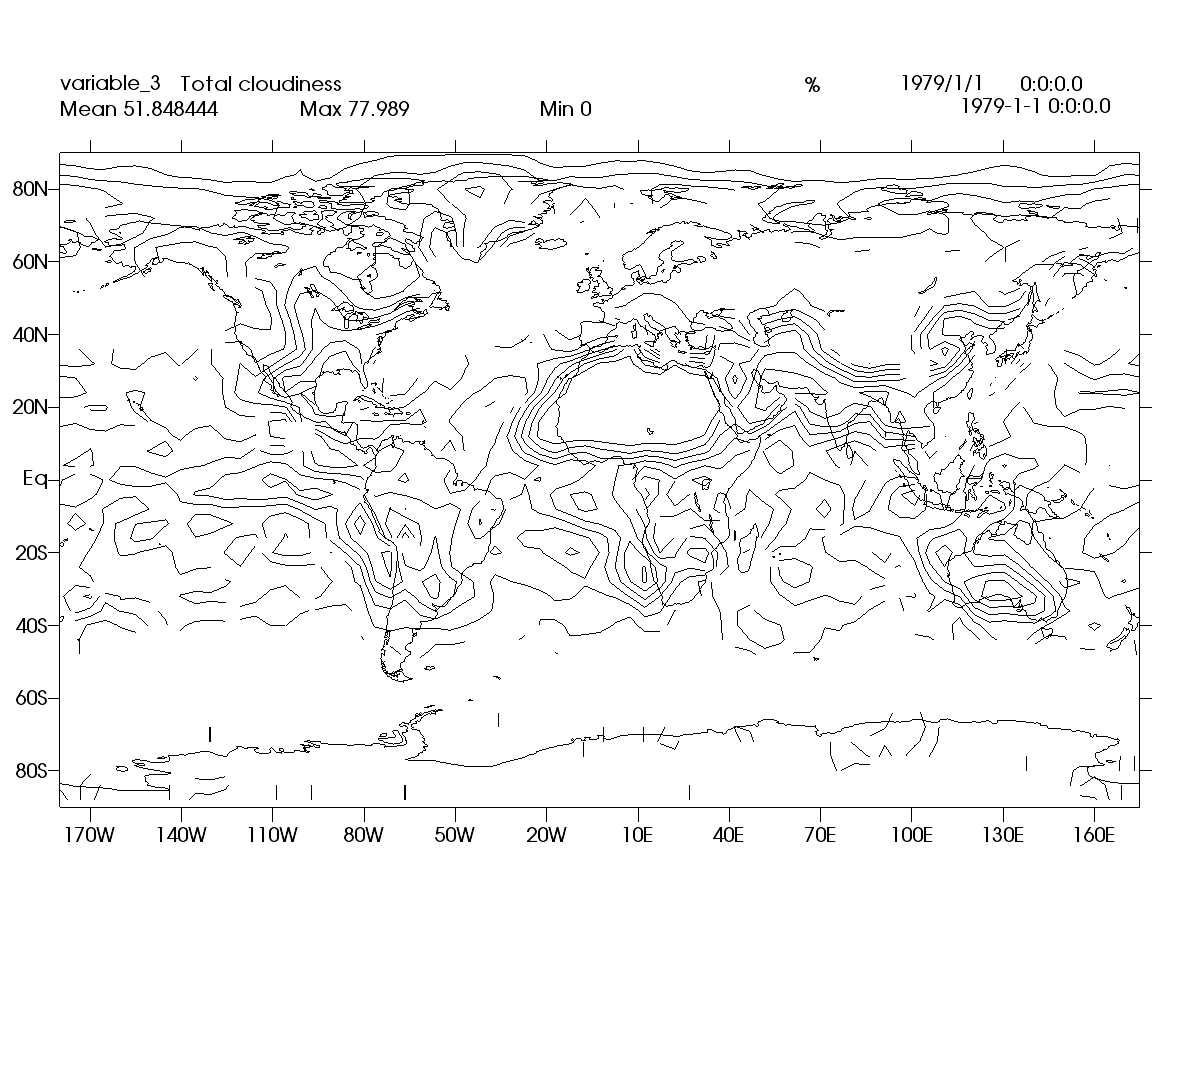 variable_3 Total cloudiness % 1979/1/1 0:0:0.0
Mean 51.848444 Max 77.989 Min 0 1979-1-1 0:0:0.0
80N
60N
40N
20N
Eq
20S
40S
60S
80S
170W 140W 110W 80W 50W 20W 10E 40E 70E 100E 130E 160E